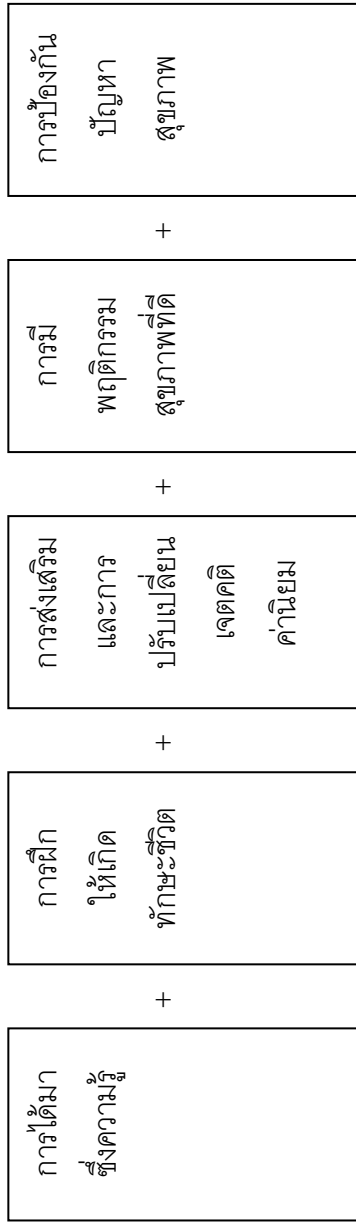 การได้มา
ซึ่งความรู้
+
การฝึก
ให้เกิด
ทักษะชีวิต
+
การส่งเสริม
และการ
ปรับเปลี่ยน
เจตคติ
ค่านิยม
+
การมี
พฤติกรรม
สุขภาพที่ดี
+
การป้องกัน
ปัญหา
สุขภาพ